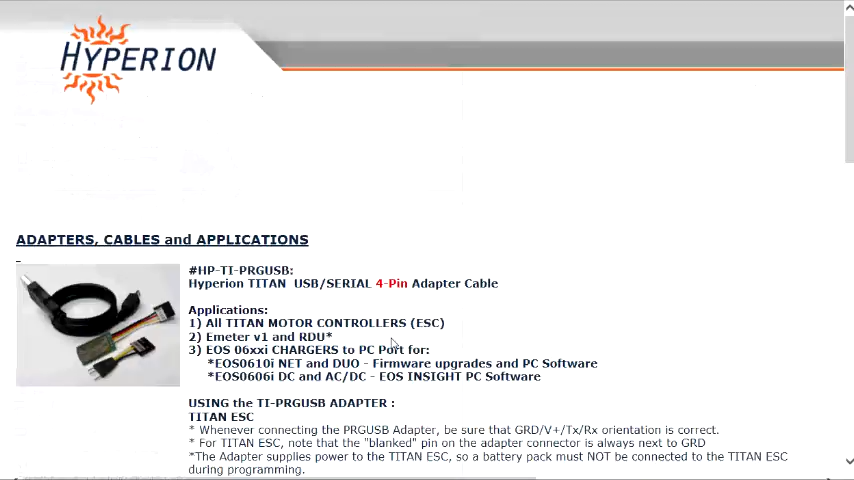 HYPERION
ADAPTERS, CABLES and APPLICATIONS
#HP-TI-PRGUSB:
Hyperion TITAN USB/SERIAL 4-Pin Adapter Cable
Applications:
1) All TITAN MOTOR CONTROLLERS (ESC)
2) Emeter v1 and RDU*
3) EOS 06xxi CHARGERS to PC Port for:
*EOS0610i NET and DUO - Firmware upgrades and PC Software
*EOS0606i DC and AC/DC - EOS INSIGHT PC Software
USING the TI-PRGUSB ADAPTER :
TITAN ESC
* Whenever connecting the PRGUSB Adapter, be sure that GRD/V+/Tx/Rx orientation is correct.
* For TITAN ESC, note that the "blanked" pin on the adapter connector is always next to GRD
*The Adapter supplies power to the TITAN ESC, so a battery pack must NOT be connected to the TITAN ESC
during programming.